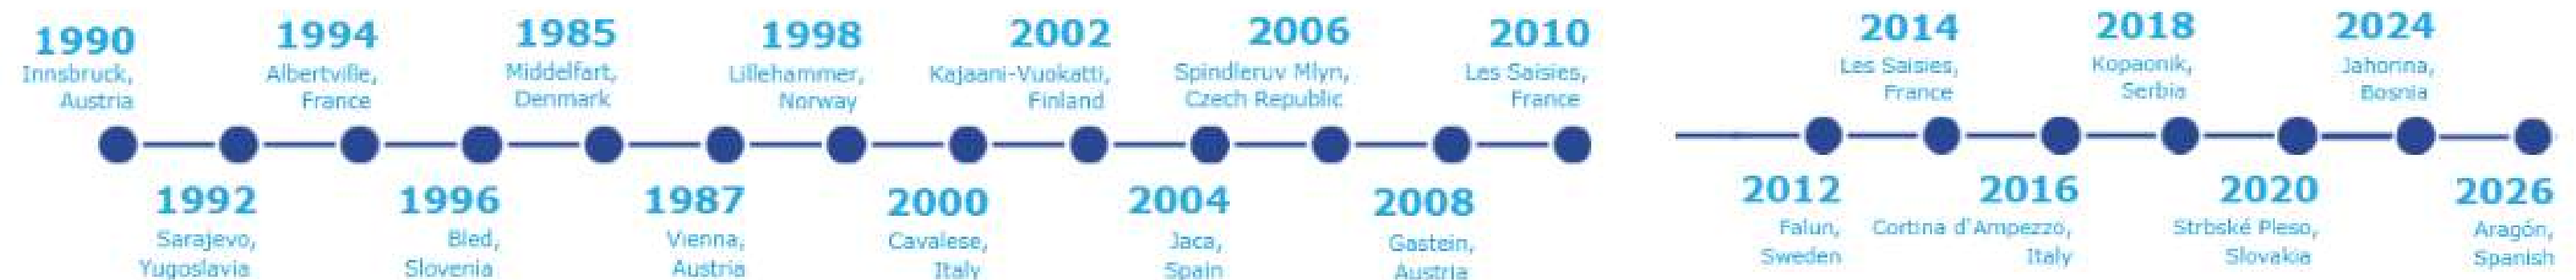 1990
Innsbruck,
Austria
1992
Sarajevo,
Yugoslavia
1994
Albertville,
France
1996
Bled,
Slovenia
1985
Middelfart,
Denmark
1987
Vienna,
Austria
1998
Lillehammer,
Norway
2000
Cavalese,
Italy
2002
Kajaani-Vuokatti,
Finland
2004
Jaca,
Spain
2006
Spindleruv Mlyn,
Czech Republic
2008
Gastein,
Austria
2010
Les Saisies,
France
2012
Falun,
Sweden
2014
Les Saisies,
France
2016
Cortina d'Ampezzo,
Italy
2018
Kopaonik,
Serbia
2020
Strbské Pleso,
Slovakia
2024
Jahorina,
Bosnia
2026
Aragón,
Spanish